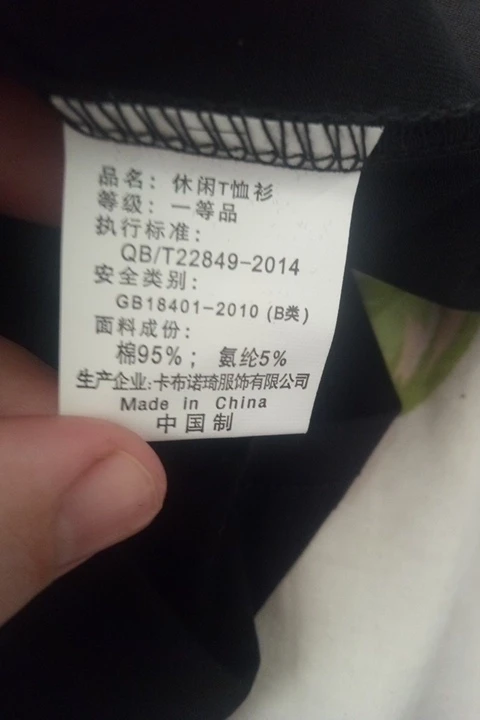 品名：休闲T恤衫
等级：一等品
执行标准：
QB/T22849-2014
安全类别：
GB18401-2010 (B类)
面料成份：
棉95%；氨纶5%
生产企业:卡布诺琦服饰有限公司
Made in China
中国制